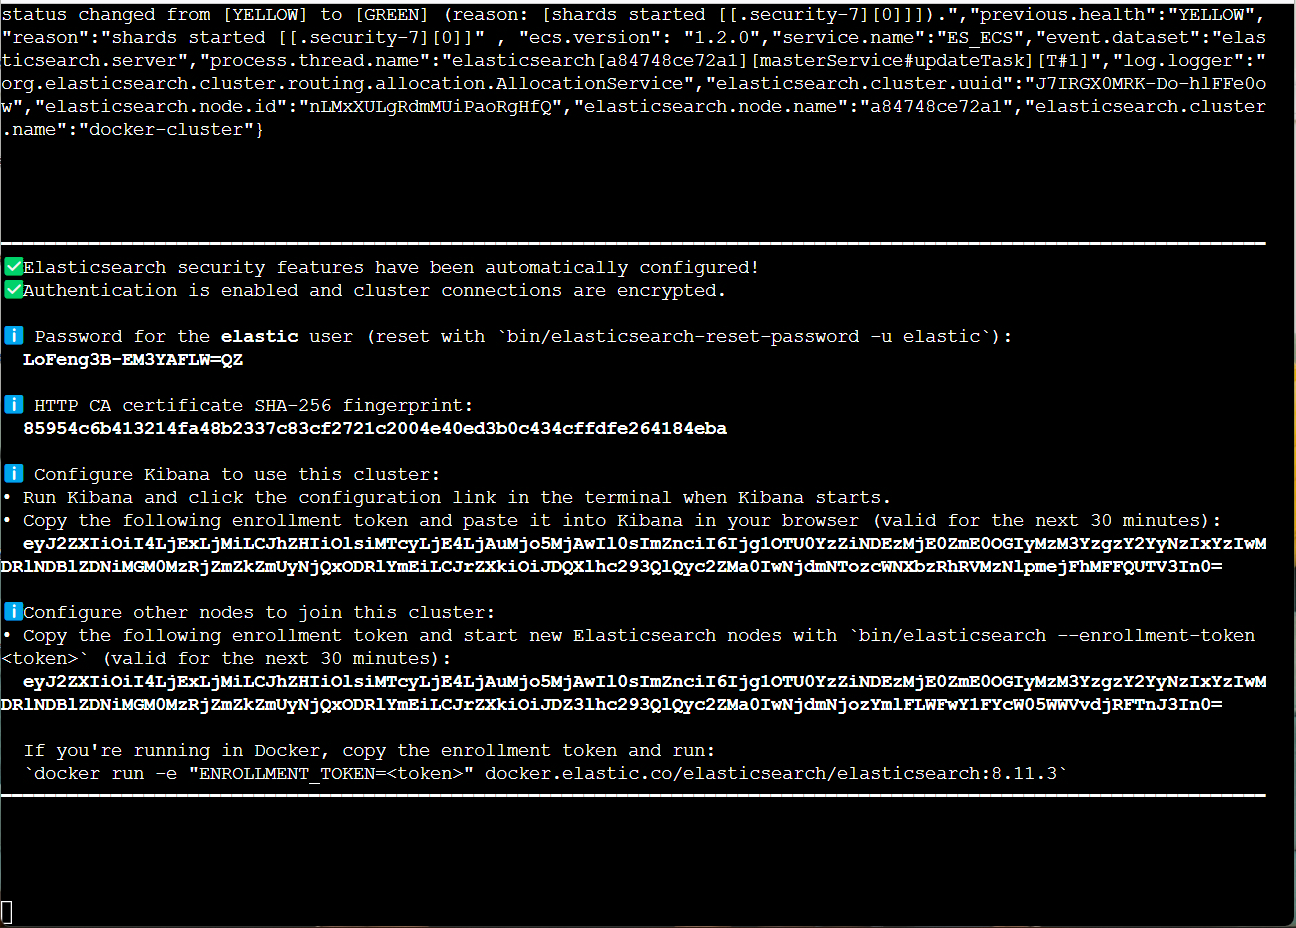 status changed from [YELLOW] to [GREEN] (reason: [shards started [[.security-7][0]]]).","previous.health":"YELLOW",
"reason":"shards started [[.security-7][0]]" , "ecs.version": "1.2.0","service.name":"ES_ECS","event.dataset":"elas
ticsearch.server","process.thread.name":"elasticsearch[a84748ce72a1][masterService#updateTask][T#1]","log.logger":"
org.elasticsearch.cluster.routing.allocation.AllocationService","elasticsearch.cluster.uuid":"J7IRGX0MRK-Do-hlFFe0o
w","elasticsearch.node.id":"nLMxXULgRdmMUiPaoRgHfQ","elasticsearch.node.name":"a84748ce72a1","elasticsearch.cluster
.name":"docker-cluster"}
✅Elasticsearch security features have been automatically configured!
✅Authentication is enabled and cluster connections are encrypted.
ℹ️ Password for the elastic user (reset with `bin/elasticsearch-reset-password -u elastic`):
LoFeng3B-EM3YAFLW=QZ
ℹ️ HTTP CA certificate SHA-256 fingerprint:
85954c6b413214fa48b2337c83cf2721c2004e40ed3b0c434cffdfe264184eba
ℹ️ Configure Kibana to use this cluster:
• Run Kibana and click the configuration link in the terminal when Kibana starts.
• Copy the following enrollment token and paste it into Kibana in your browser (valid for the next 30 minutes):
eyJ2ZXIiOiI4LjExLjMiLCJhZHIiOlsiMTcyLjE4LjAuMjo5MjAwIl0sImZnciI6Ijg1OTU0YzZiNDEzMjE0ZmE0OGIyMzM3YzgzY2YyNzIxYzIwM
DRlNDBlZDNiMGM0MzRjZmZkZmUyNjQxODRlYmEiLCJrZXkiOiJDQXlhc293QlQyc2ZMa0IwNjdmNTozcWNXbzRhRVMzNlpmejFhMFFQUTV3In0=
ℹ️Configure other nodes to join this cluster:
• Copy the following enrollment token and start new Elasticsearch nodes with `bin/elasticsearch --enrollment-token
<token>` (valid for the next 30 minutes):
eyJ2ZXIiOiI4LjExLjMiLCJhZHIiOlsiMTcyLjE4LjAuMjo5MjAwIl0sImZnciI6Ijg1OTU0YzZiNDEzMjE0ZmE0OGIyMzM3YzgzY2YyNzIxYzIwM
DRlNDBlZDNiMGM0MzRjZmZkZmUyNjQxODRlYmEiLCJrZXkiOiJDZ3lhc293QlQyc2ZMa0IwNjdmNjozYmlFLWFwY1FYcW05WWVvdjRFTnJ3In0=
If you're running in Docker, copy the enrollment token and run:
`docker run -e "ENROLLMENT_TOKEN=<token>" docker.elastic.co/elasticsearch/elasticsearch:8.11.3`